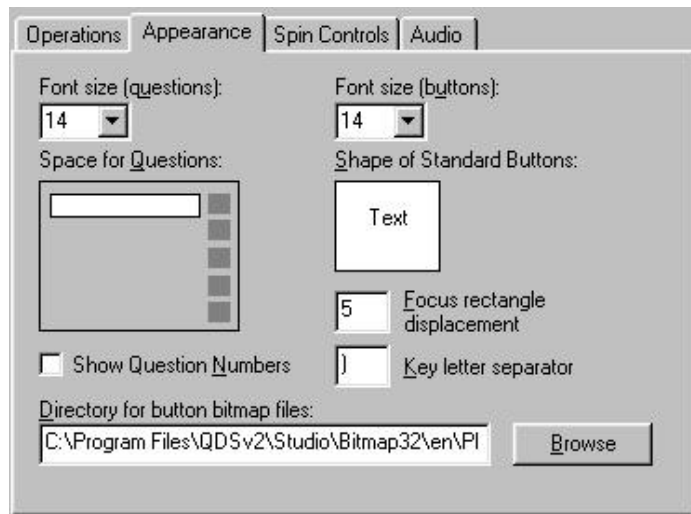 Operations Appearance Spin Controls Audio
Font size (questions): Font size (buttons):
14 14
Space for Questions: Shape of Standard Buttons:
Text
5 Focus rectangle
displacement
Show Question Numbers ) Key letter separator
Directory for button bitmap files:
C:\Program Files\QDSv2\Studio\Bitmap32\en\Pl Browse